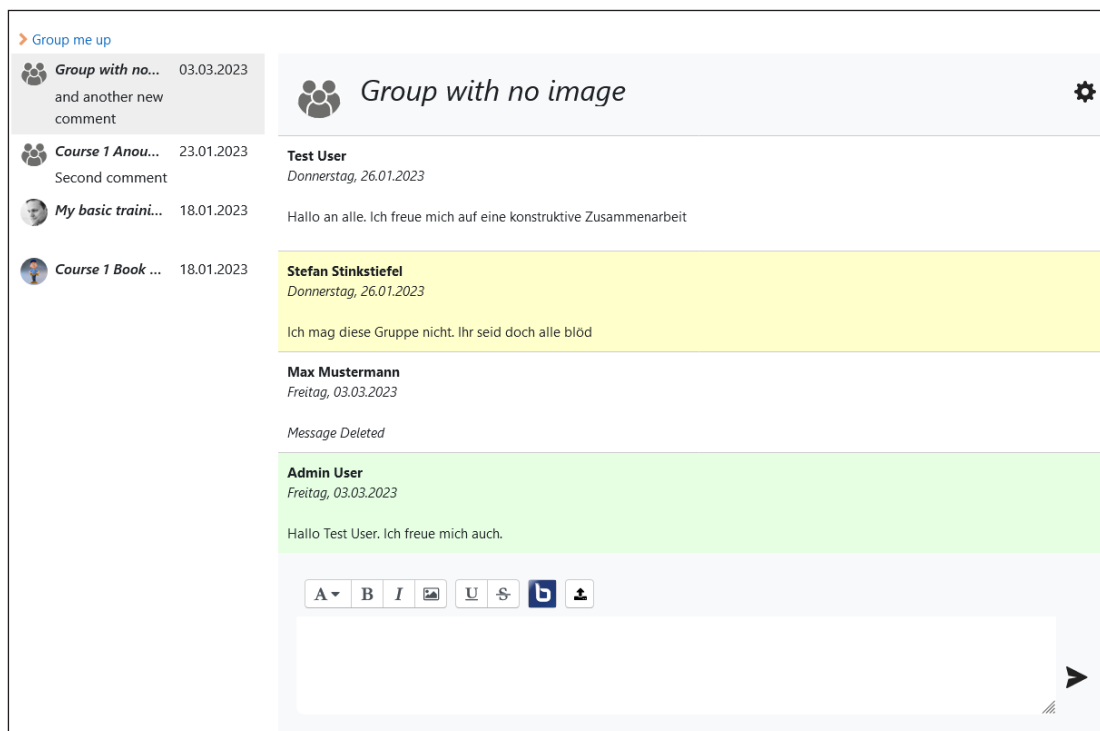 Group me up
Group with no... 03.03.2023
and another new
comment
Course 1 Anou... 23.01.2023
Second comment
My basic traini... 18.01.2023
Course 1 Book ... 18.01.2023
Group with no image
Test User
Donnerstag, 26.01.2023
Hallo an alle. Ich freue mich auf eine konstruktive Zusammenarbeit
Stefan Stinkstiefel
Donnerstag, 26.01.2023
Ich mag diese Gruppe nicht. Ihr seid doch alle blöd
Max Mustermann
Freitag, 03.03.2023
Message Deleted
Admin User
Freitag, 03.03.2023
Hallo Test User. Ich freue mich auch.
A B I U S b